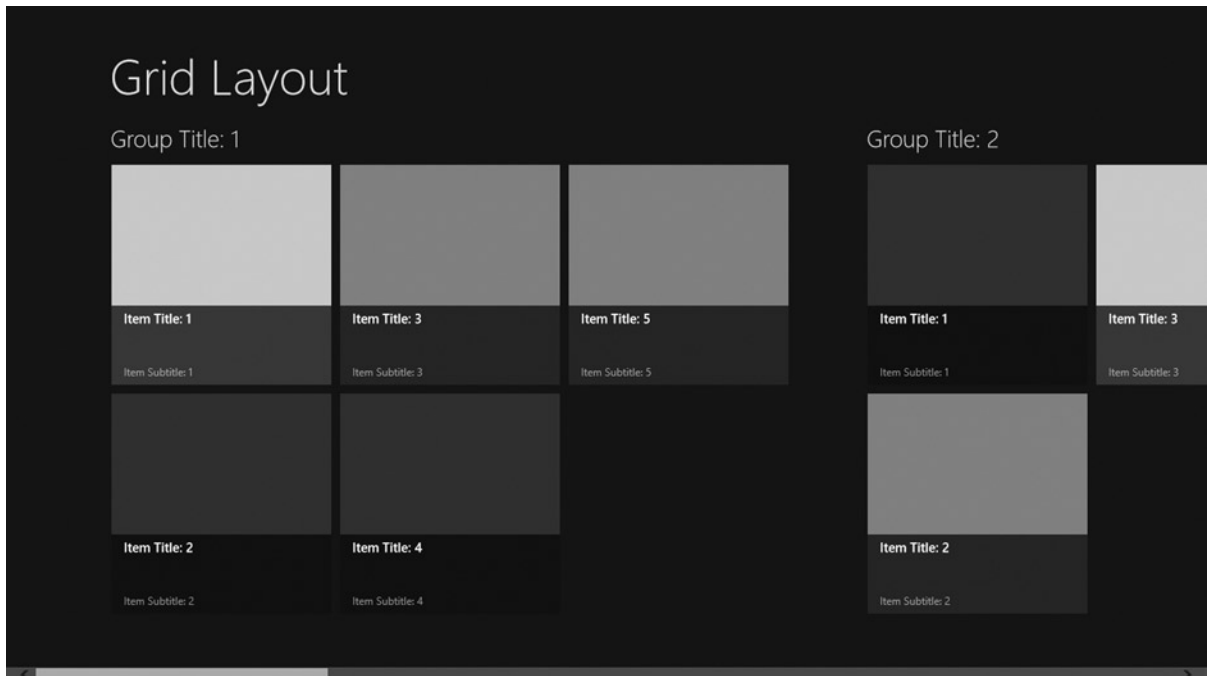 Grid Layout
Group Title: 1
Item Title: 1
Item Subtitle: 1
Item Title: 3
Item Subtitle: 3
Item Title: 5
Item Subtitle: 5
Item Title: 2
Item Subtitle: 2
Item Title: 4
Item Subtitle: 4
Group Title: 2
Item Title: 1
Item Subtitle: 1
Item Title: 3
Item Subtitle: 3
Item Title: 2
Item Subtitle: 2